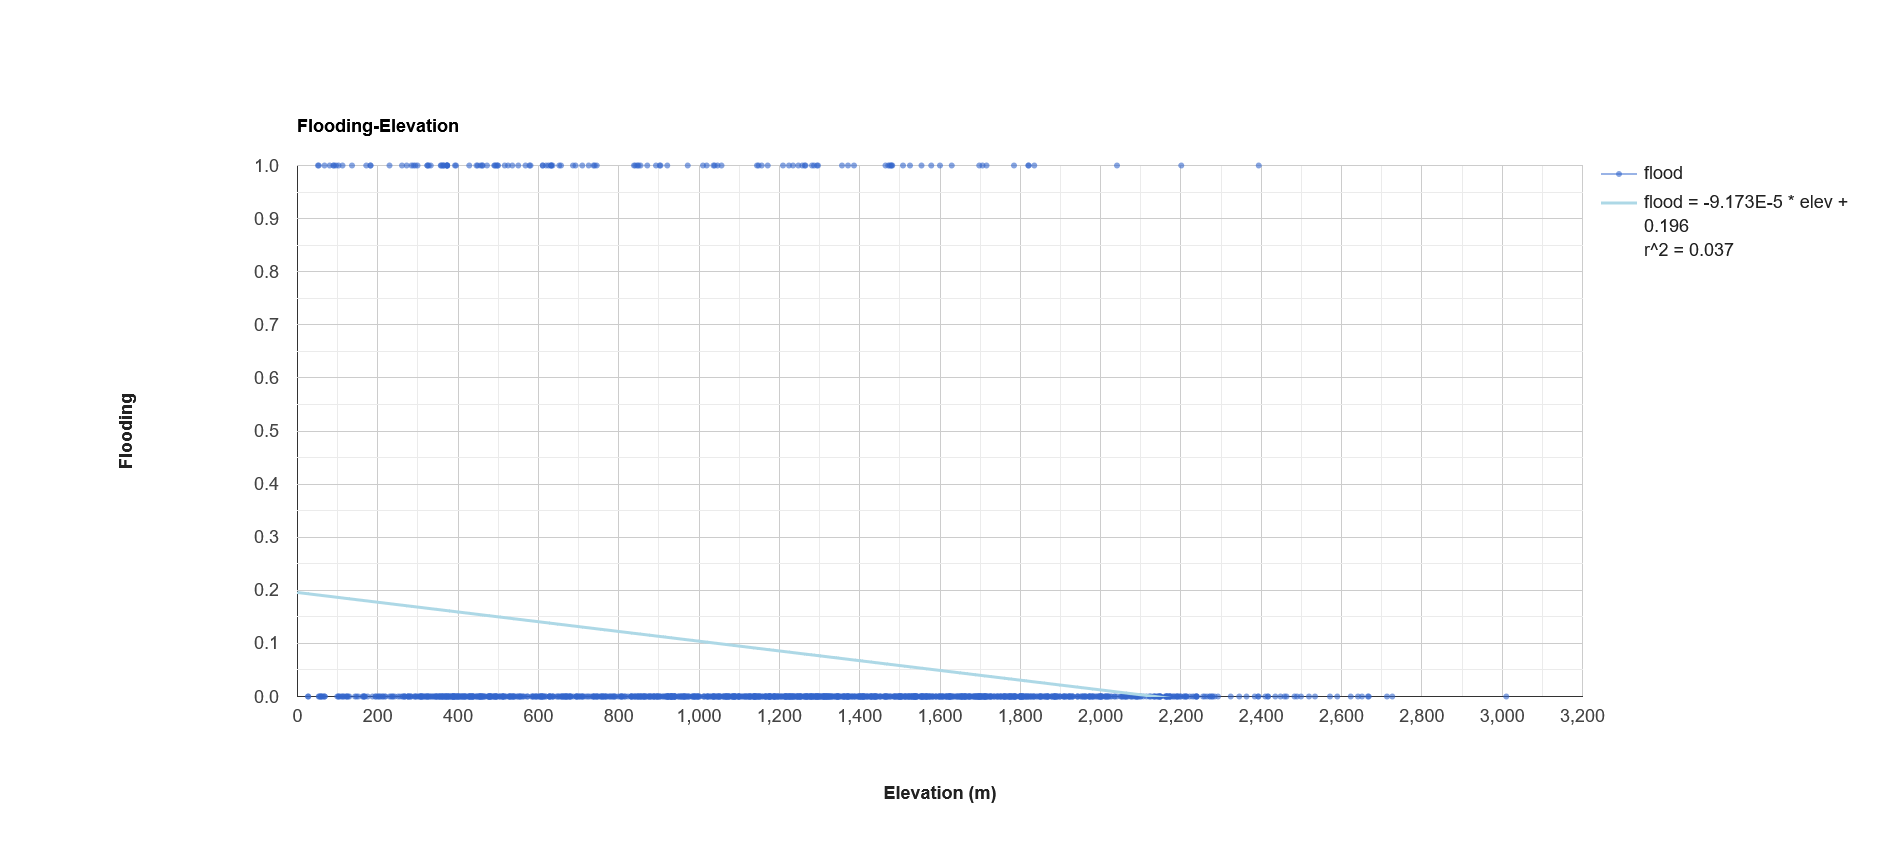 Flooding-Elevation
1.0
0.9
0.8
0.7
0.6
0.5
0.4
0.3
0.2
0.1
0.0
0 200 400 600 800 1,000 1,200 1,400 1,600 1,800 2,000 2,200 2,400 2,600 2,800 3,000 3,200
Flooding
Elevation (m)
flood
flood = -9.173E-5 * elev +
0.196
r^2 = 0.037